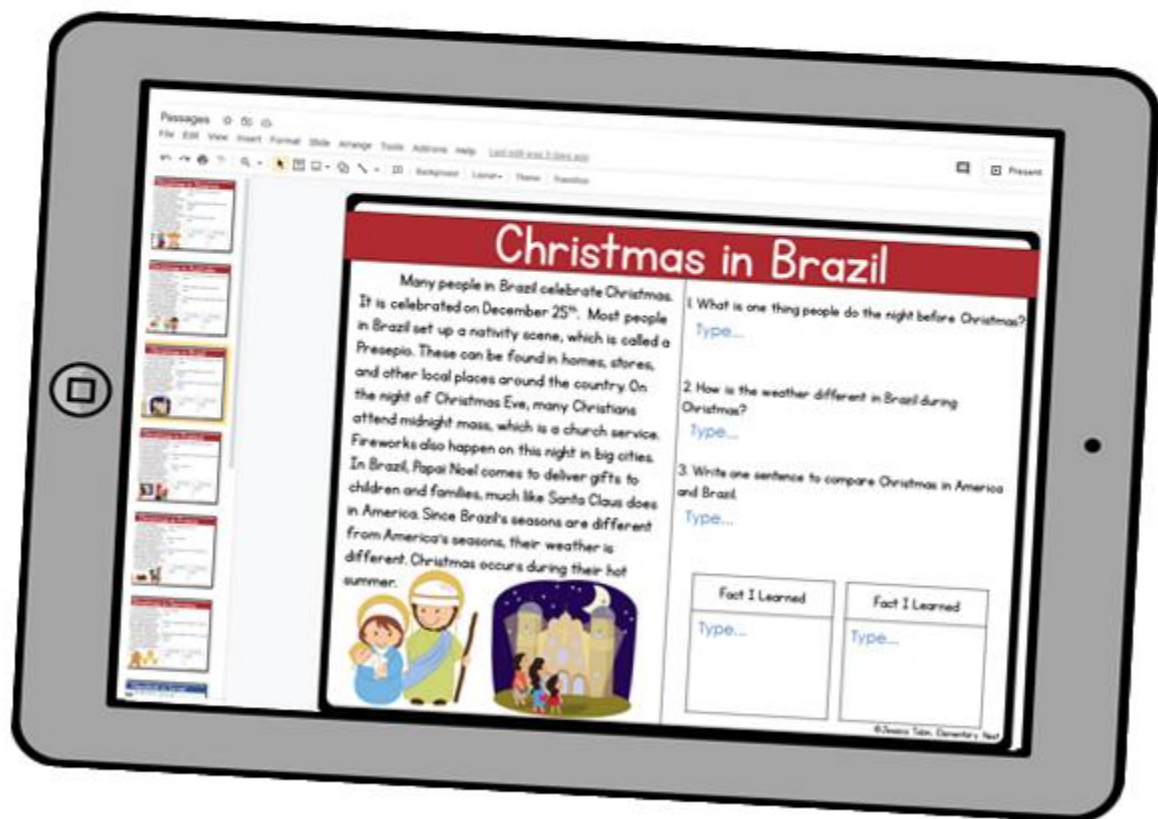 Passages
File Edit View Insert Format Slide Arrange Tools Add-ons Help Last edit was
Background Layout Theme Transition
Present
Christmas in Brazil
Many people in Brazil celebrate Christmas.
It is celebrated on December 25th. Most people
in Brazil set up a nativity scene, which is called a
Presepio. These can be found in homes, stores,
and other local places around the country. On
the night of Christmas Eve, many Christians
attend midnight mass, which is a church service.
Fireworks also happen on this night in big cities.
In Brazil, Papai Noel comes to deliver gifts to
children and families, much like Santa Claus does
in America. Since Brazil's seasons are different
from America's seasons, their weather is
different. Christmas occurs during their hot
summer.
1. What is one thing people do the night before Christmas?
Type...
2. How is the weather different in Brazil during
Christmas?
Type...
3. Write one sentence to compare Christmas in America
and Brazil.
Type...
Fact I Learned
Type...
Fact I Learned
Type...
©Jessica Tobin, Elementary Nest